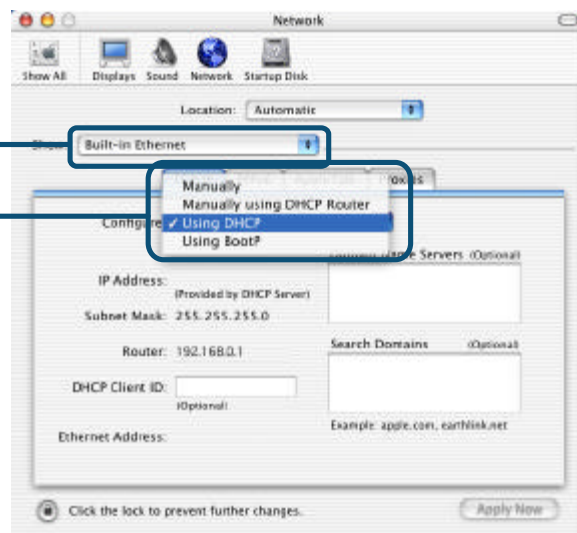 Network
Show All Displays Sound Network Startup Disk
Location: Automatic
Show: Built-in Ethernet
Proxies
Manually
Manually using DHCP Router
Configure ✓ Using DHCP
Using BootP
Name Servers (Optional)
IP Address:
(Provided by DHCP Server)
Subnet Mask: 255.255.255.0
Router: 192.168.0.1
Search Domains (Optional)
DHCP Client ID:
(Optional)
Example: apple.com, earthlink.net
Ethernet Address:
Click the lock to prevent further changes.
Apply Now